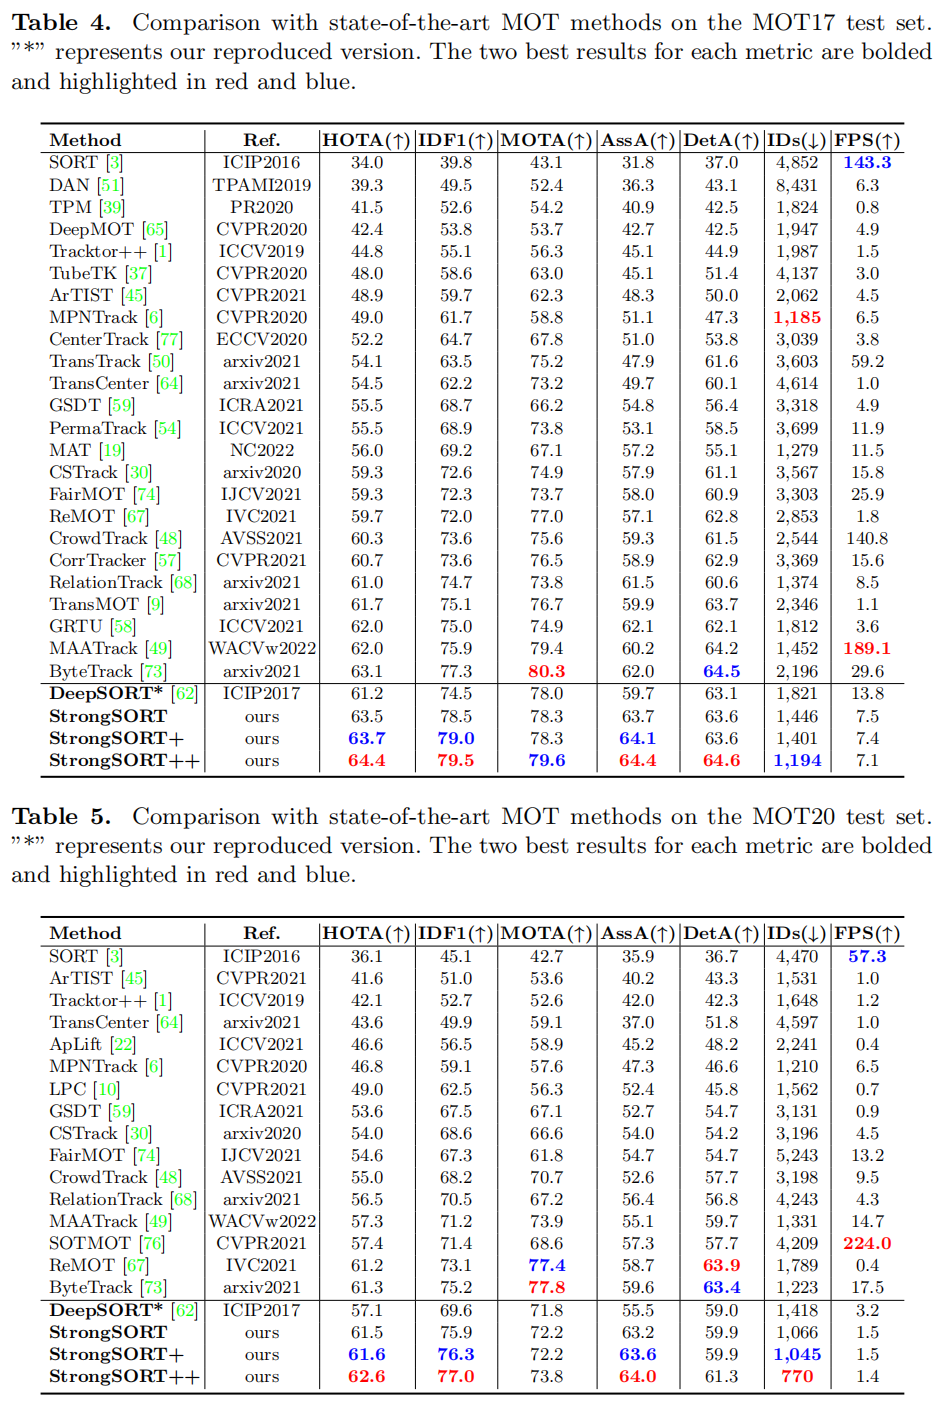 Table 4. Comparison with state-of-the-art MOT methods on the MOT17 test set.
”*” represents our reproduced version. The two best results for each metric are bolded
and highlighted in red and blue.
Method Ref. HOTA(↑) IDF1(↑) MOTA(↑) AssA(↑) DetA(↑) IDs(↓) FPS(↑)
SORT [3] ICIP2016 34.0 39.8 43.1 31.8 37.0 4,852 143.3
DAN [51] TPAMI2019 39.3 49.5 52.4 36.3 43.1 8,431 6.3
TPM [39] PR2020 41.5 52.6 54.2 40.9 42.5 1,824 0.8
DeepMOT [65] CVPR2020 42.4 53.8 53.7 42.7 42.5 1,947 4.9
Tracktor++ [1] ICCV2019 44.8 55.1 56.3 45.1 44.9 1,987 1.5
TubeTK [37] CVPR2020 48.0 58.6 63.0 45.1 51.4 4,137 3.0
ArTIST [45] CVPR2021 48.9 59.7 62.3 48.3 50.0 2,062 4.5
MPNTrack [6] CVPR2020 49.0 61.7 58.8 51.1 47.3 1,185 6.5
CenterTrack [77] ECCV2020 52.2 64.7 67.8 51.0 53.8 3,039 3.8
TransTrack [50] arxiv2021 54.1 63.5 75.2 47.9 61.6 3,603 59.2
TransCenter [64] arxiv2021 54.5 62.2 73.2 49.7 60.1 4,614 1.0
GSDT [59] ICRA2021 55.5 68.7 66.2 54.8 56.4 3,318 4.9
PermaTrack [54] ICCV2021 55.5 68.9 73.8 53.1 58.5 3,699 11.9
MAT [19] NC2022 56.0 69.2 67.1 57.2 55.1 1,279 11.5
CSTrack [30] arxiv2020 59.3 72.6 74.9 57.9 61.1 3,567 15.8
FairMOT [74] IJCV2021 59.3 72.3 73.7 58.0 60.9 3,303 25.9
ReMOT [67] IVC2021 59.7 72.0 77.0 57.1 62.8 2,853 1.8
CrowdTrack [48] AVSS2021 60.3 73.6 75.6 59.3 61.5 2,544 140.8
CorrTracker [57] CVPR2021 60.7 73.6 76.5 58.9 62.9 3,369 15.6
RelationTrack [68] arxiv2021 61.0 74.7 73.8 61.5 60.6 1,374 8.5
TransMOT [9] arxiv2021 61.7 75.1 76.7 59.9 63.7 2,346 1.1
GRTU [58] ICCV2021 62.0 75.0 74.9 62.1 62.1 1,812 3.6
MAATrack [49] WACVw2022 62.0 75.9 79.4 60.2 64.2 1,452 189.1
ByteTrack [73] arxiv2021 63.1 77.3 80.3 62.0 64.5 2,196 29.6
DeepSORT* [62] ICIP2017 61.2 74.5 78.0 59.7 63.1 1,821 13.8
StrongSORT ours 63.5 78.5 78.3 63.7 63.6 1,446 7.5
StrongSORT+ ours 63.7 79.0 78.3 64.1 63.6 1,401 7.4
StrongSORT++ ours 64.4 79.5 79.6 64.4 64.6 1,194 7.1
Table 5. Comparison with state-of-the-art MOT methods on the MOT20 test set.
”*” represents our reproduced version. The two best results for each metric are bolded
and highlighted in red and blue.
Method Ref. HOTA(↑) IDF1(↑) MOTA(↑) AssA(↑) DetA(↑) IDs(↓) FPS(↑)
SORT [3] ICIP2016 36.1 45.1 42.7 35.9 36.7 4,470 57.3
ArTIST [45] CVPR2021 41.6 51.0 53.6 40.2 43.3 1,531 1.0
Tracktor++ [1] ICCV2019 42.1 52.7 52.6 42.0 42.3 1,648 1.2
TransCenter [64] arxiv2021 43.6 49.9 59.1 37.0 51.8 4,597 1.0
ApLift [22] ICCV2021 46.6 56.5 58.9 45.2 48.2 2,241 0.4
MPNTrack [6] CVPR2020 46.8 59.1 57.6 47.3 46.6 1,210 6.5
LPC [10] CVPR2021 49.0 62.5 56.3 52.4 45.8 1,562 0.7
GSDT [59] ICRA2021 53.6 67.5 67.1 52.7 54.7 3,131 0.9
CSTrack [30] arxiv2020 54.0 68.6 66.6 54.0 54.2 3,196 4.5
FairMOT [74] IJCV2021 54.6 67.3 61.8 54.7 54.7 5,243 13.2
CrowdTrack [48] AVSS2021 55.0 68.2 70.7 52.6 57.7 3,198 9.5
RelationTrack [68] arxiv2021 56.5 70.5 67.2 56.4 56.8 4,243 4.3
MAATrack [49] WACVw2022 57.3 71.2 73.9 55.1 59.7 1,331 14.7
SOTMOT [76] CVPR2021 57.4 71.4 68.6 57.3 57.7 4,209 224.0
ReMOT [67] IVC2021 61.2 73.1 77.4 58.7 63.9 1,789 0.4
ByteTrack [73] arxiv2021 61.3 75.2 77.8 59.6 63.4 1,223 17.5
DeepSORT* [62] ICIP2017 57.1 69.6 71.8 55.5 59.0 1,418 3.2
StrongSORT ours 61.5 75.9 72.2 63.2 59.9 1,066 1.5
StrongSORT+ ours 61.6 76.3 72.2 63.6 59.9 1,045 1.5
StrongSORT++ ours 62.6 77.0 73.8 64.0 61.3 770 1.4